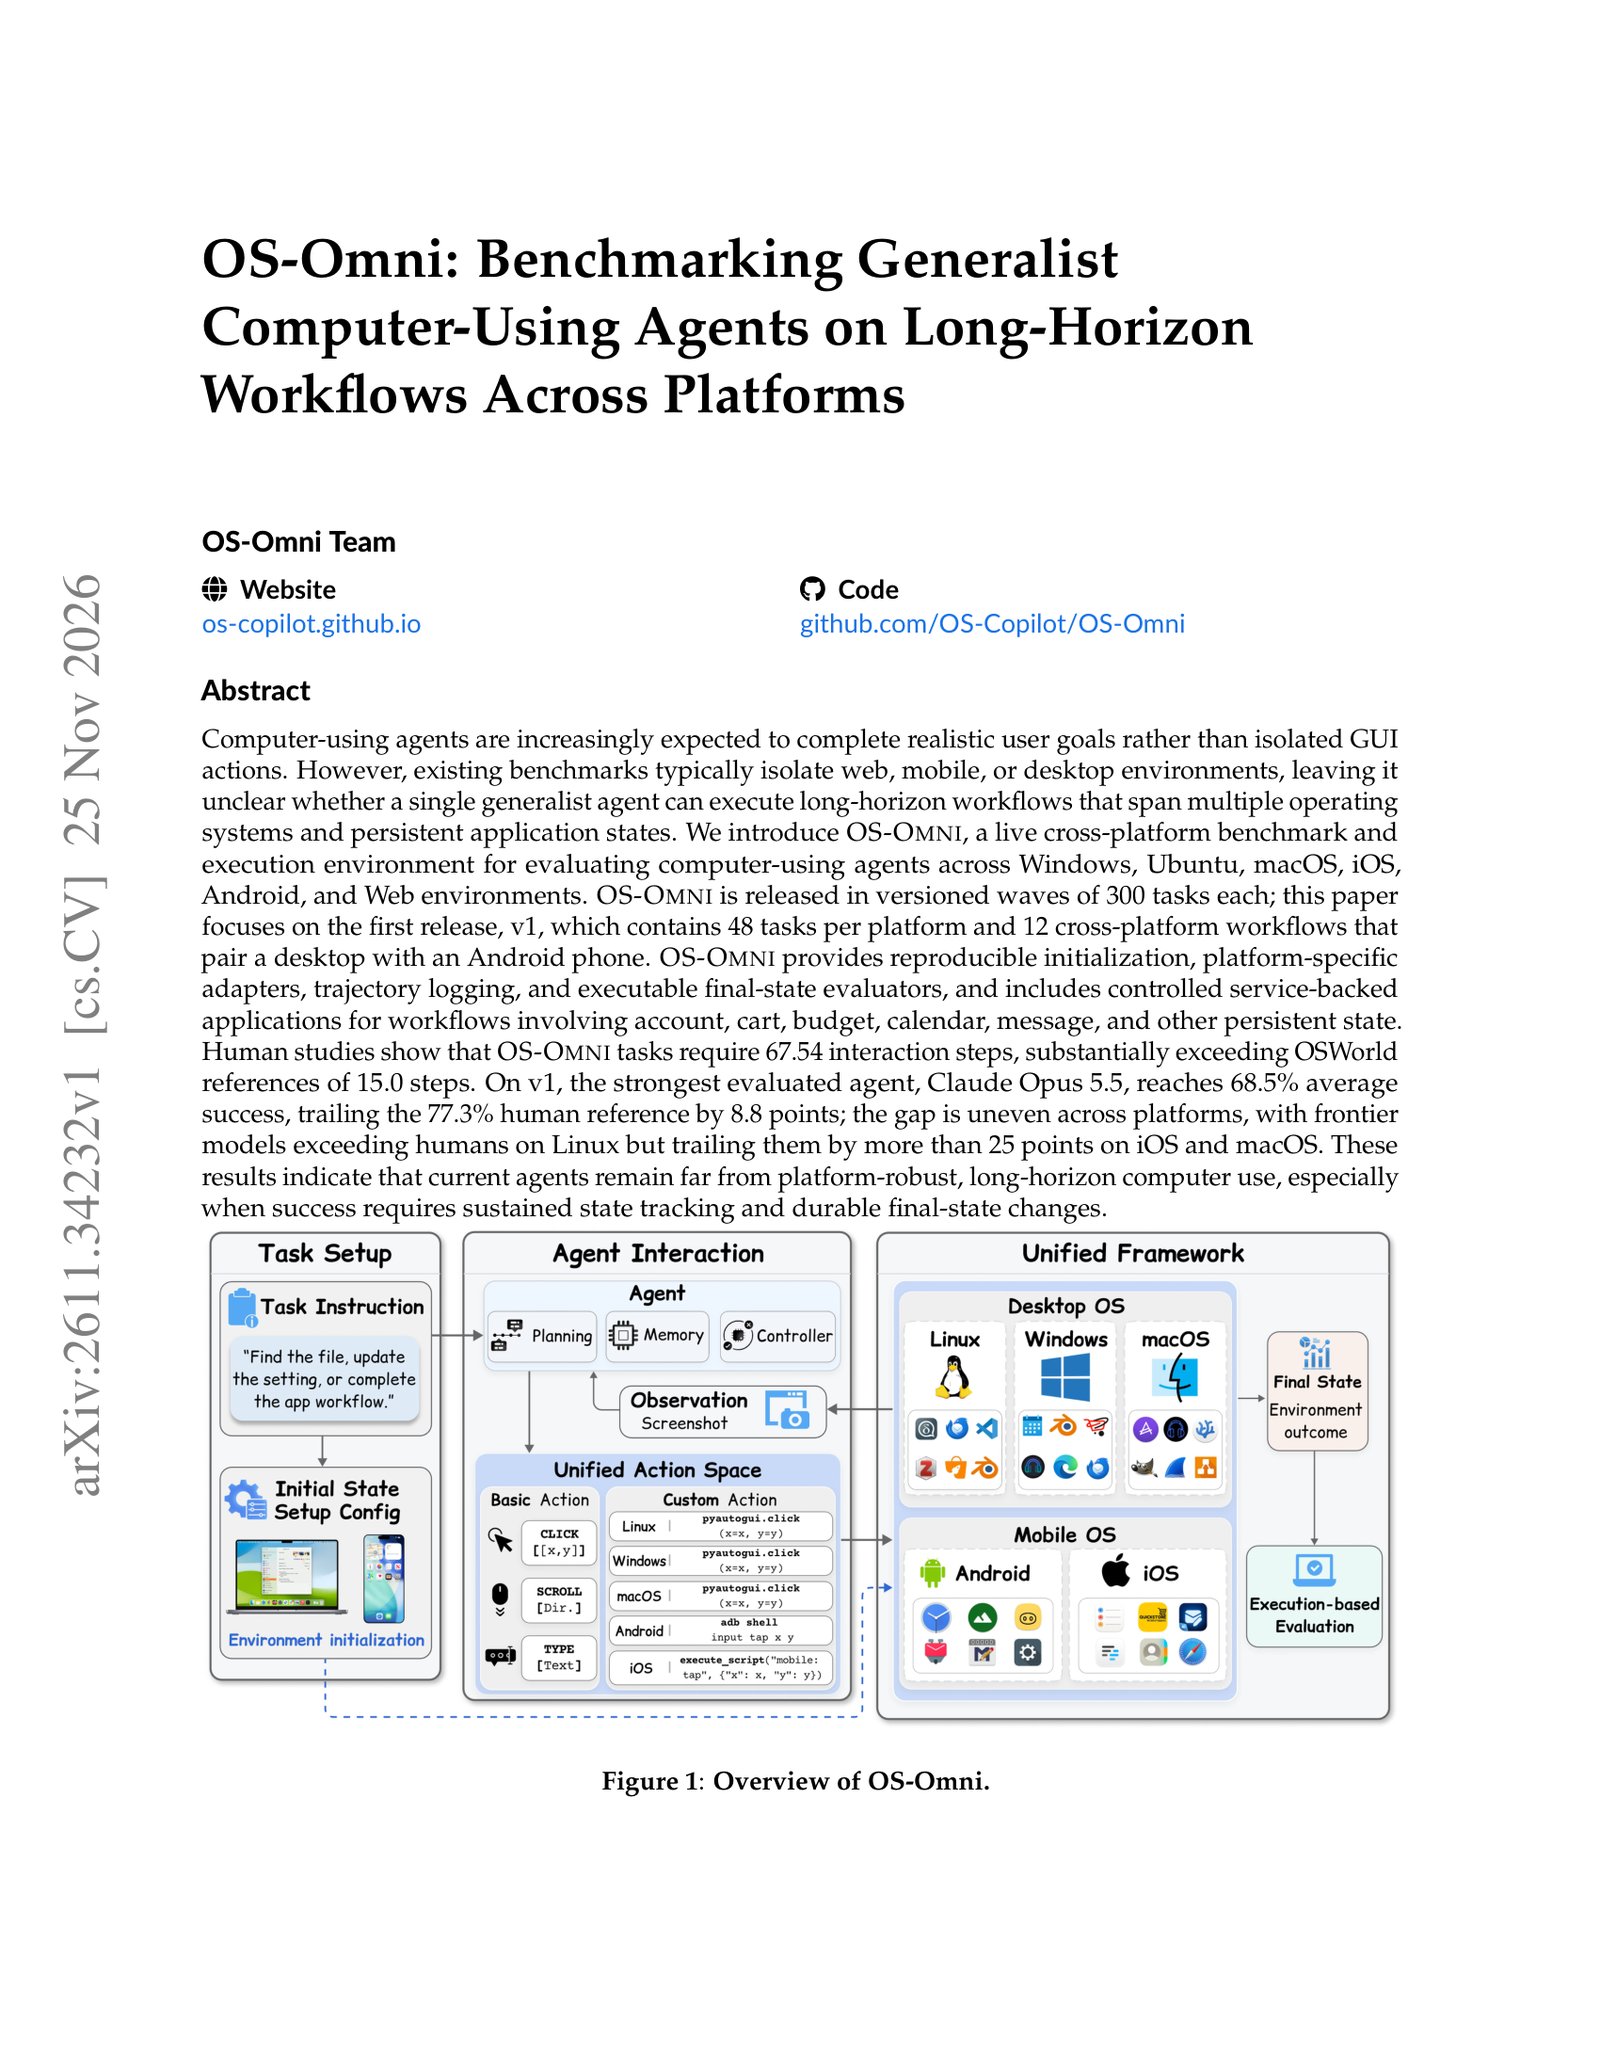 arXiv:2611.34232v1 [cs.CV] 25 Nov 2026
OS-Omni: Benchmarking Generalist
Computer-Using Agents on Long-Horizon
Workflows Across Platforms
OS-Omni Team
Website
os-copilot.github.io
Code
github.com/OS-Copilot/OS-Omni
Abstract
Computer-using agents are increasingly expected to complete realistic user goals rather than isolated GUI
actions. However, existing benchmarks typically isolate web, mobile, or desktop environments, leaving it
unclear whether a single generalist agent can execute long-horizon workflows that span multiple operating
systems and persistent application states. We introduce OS-OMNI, a live cross-platform benchmark and
execution environment for evaluating computer-using agents across Windows, Ubuntu, macOS, iOS,
Android, and Web environments. OS-OMNI is released in versioned waves of 300 tasks each; this paper
focuses on the first release, v1, which contains 48 tasks per platform and 12 cross-platform workflows that
pair a desktop with an Android phone. OS-OMNI provides reproducible initialization, platform-specific
adapters, trajectory logging, and executable final-state evaluators, and includes controlled service-backed
applications for workflows involving account, cart, budget, calendar, message, and other persistent state.
Human studies show that OS-OMNI tasks require 67.54 interaction steps, substantially exceeding OSWorld
references of 15.0 steps. On v1, the strongest evaluated agent, Claude Opus 5.5, reaches 68.5% average
success, trailing the 77.3% human reference by 8.8 points; the gap is uneven across platforms, with frontier
models exceeding humans on Linux but trailing them by more than 25 points on iOS and macOS. These
results indicate that current agents remain far from platform-robust, long-horizon computer use, especially
when success requires sustained state tracking and durable final-state changes.
Task Setup
Task Instruction
"Find the file, update
the setting, or complete
the app workflow."
Initial State
Setup Config
Environment initialization
Agent Interaction
Agent
Planning
Memory
Controller
Observation
Screenshot
Unified Action Space
Basic Action
CLICK
[[x,y]]
SCROLL
[Dir.]
TYPE
[Text]
Custom Action
Linux | pyautogui.click
(x=x, y=y)
Windows | pyautogui.click
(x=x, y=y)
macOS | pyautogui.click
(x=x, y=y)
Android | adb shell
input tap x y
iOS | execute_script("mobile:
tap", {"x": x, "y": y})
Unified Framework
Desktop OS
Linux
Windows
macOS
Mobile OS
Android
iOS
Final State
Environment
outcome
Execution-based
Evaluation
Figure 1: Overview of OS-Omni.